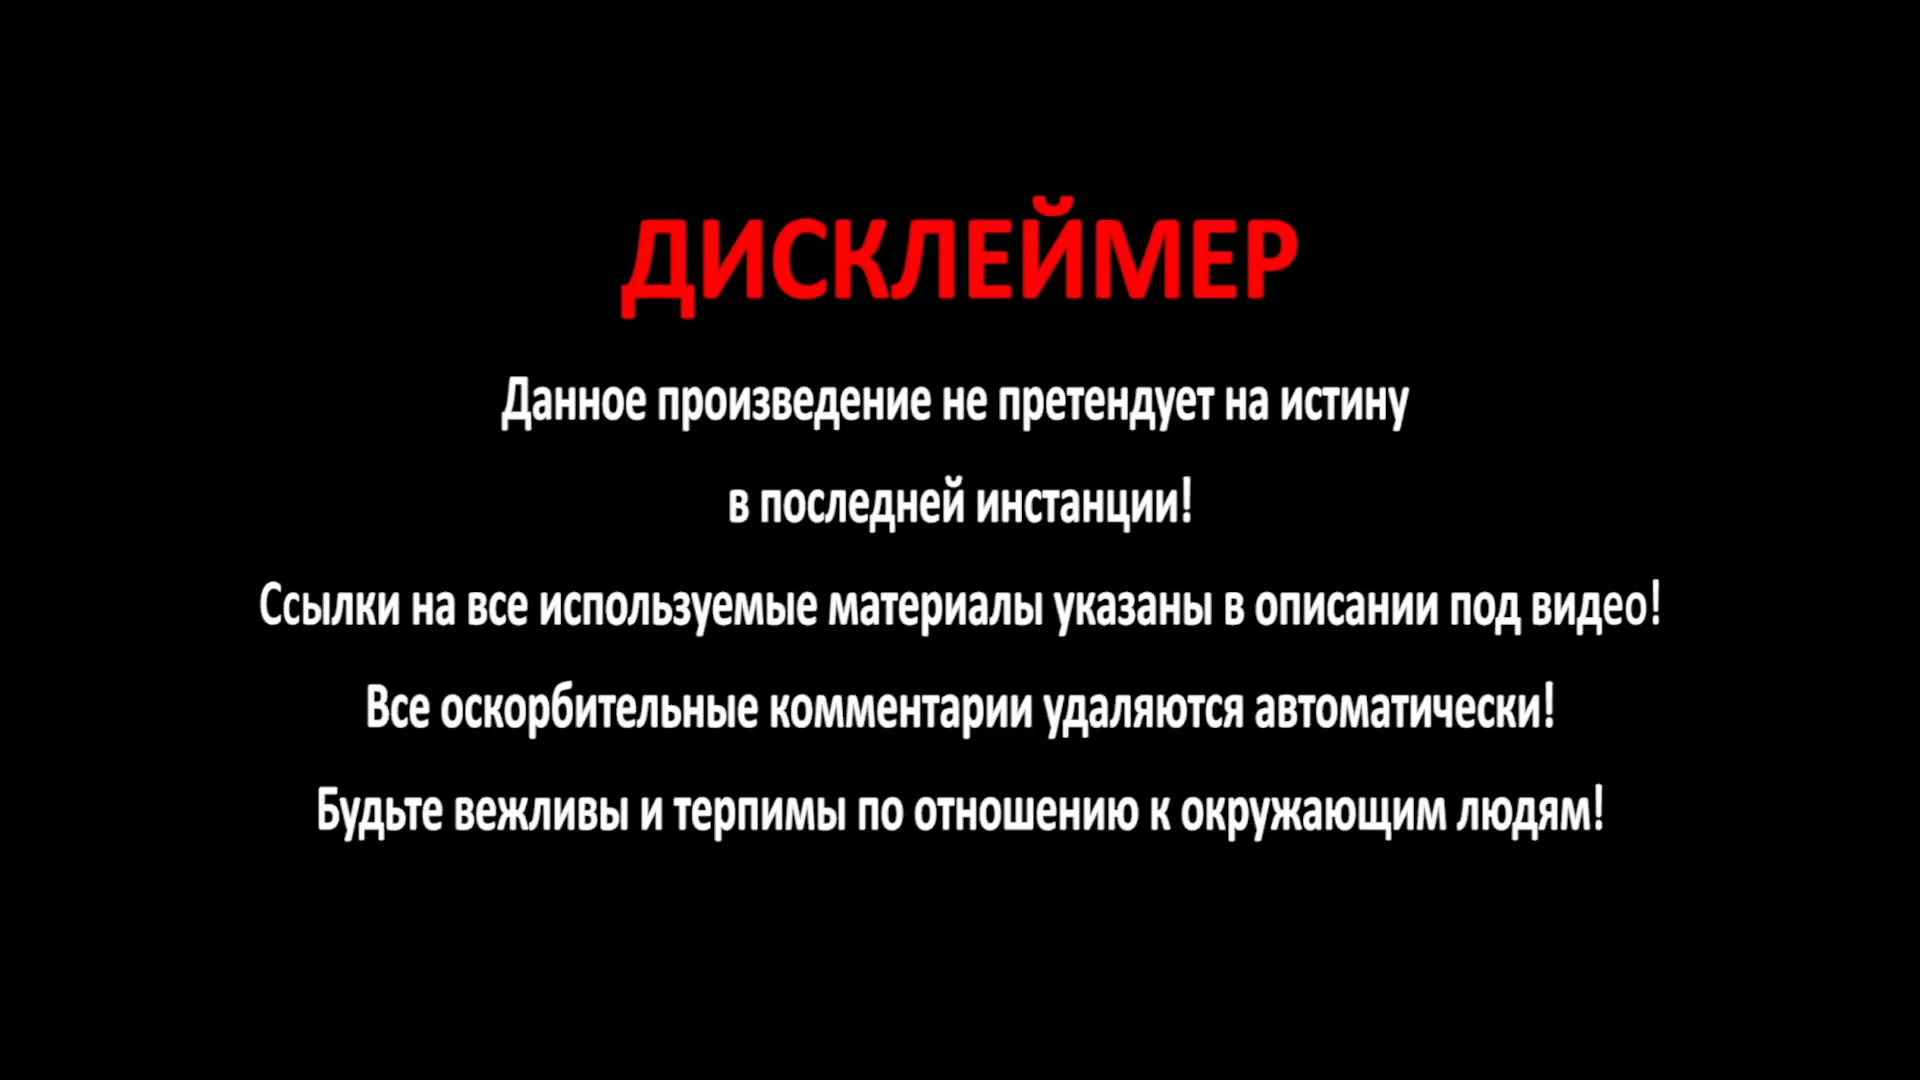 ДИСКЛЕЙМЕР
Данное произведение не претендует на истину
в последней инстанции!
Ссылки на все используемые материалы указаны в описании под видео!
Все оскорбительные комментарии удаляются автоматически!
Будьте вежливы и терпимы по отношению к окружающим людям!